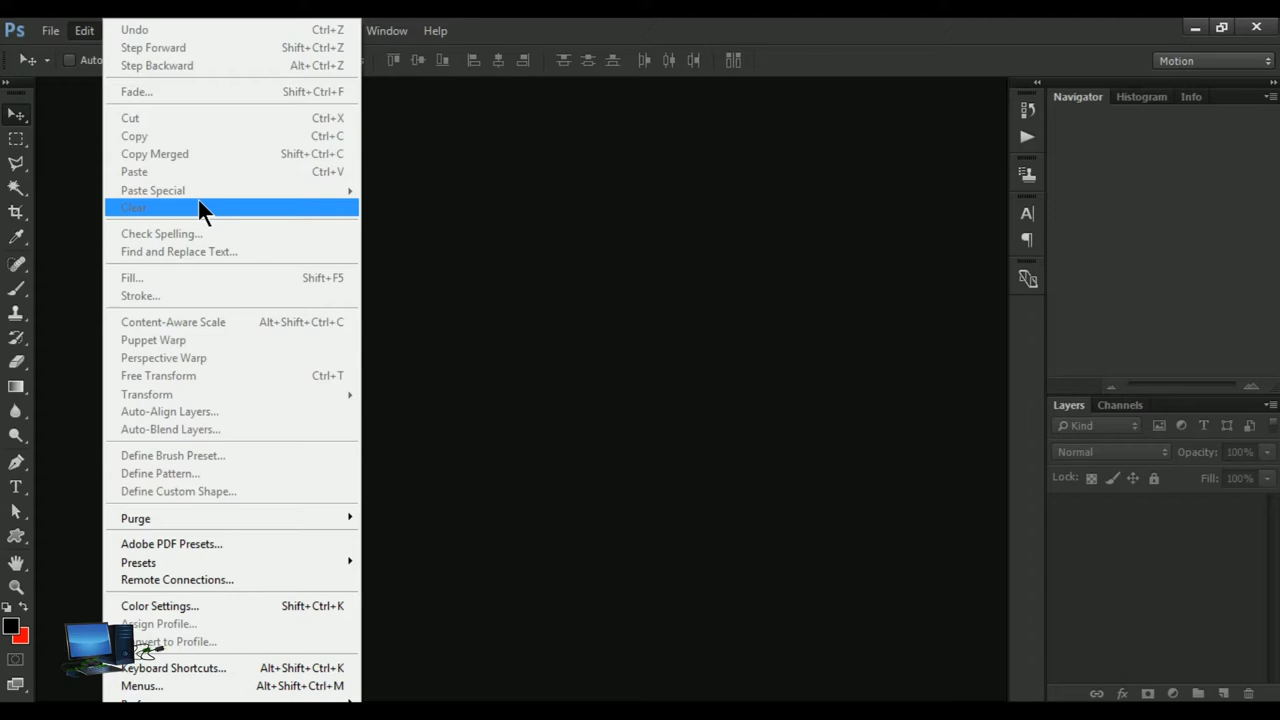 Ps File Edit Window Help
Auto
Motion
Undo Ctrl+Z
Step Forward Shift+Ctrl+Z
Step Backward Alt+Ctrl+Z
Fade... Shift+Ctrl+F
Cut Ctrl+X
Copy Ctrl+C
Copy Merged Shift+Ctrl+C
Paste Ctrl+V
Paste Special
Clear
Check Spelling...
Find and Replace Text...
Fill... Shift+F5
Stroke...
Content-Aware Scale Alt+Shift+Ctrl+C
Puppet Warp
Perspective Warp
Free Transform Ctrl+T
Transform
Auto-Align Layers...
Auto-Blend Layers...
Define Brush Preset...
Define Pattern...
Define Custom Shape...
Purge
Adobe PDF Presets...
Presets
Remote Connections...
Color Settings... Shift+Ctrl+K
Assign Profile...
onvert to Profile...
Keyboard Shortcuts... Alt+Shift+Ctrl+K
Menus... Alt+Shift+Ctrl+M
Navigator Histogram Info
Layers Channels
Kind
Normal Opacity: 100%
Lock: Fill: 100%